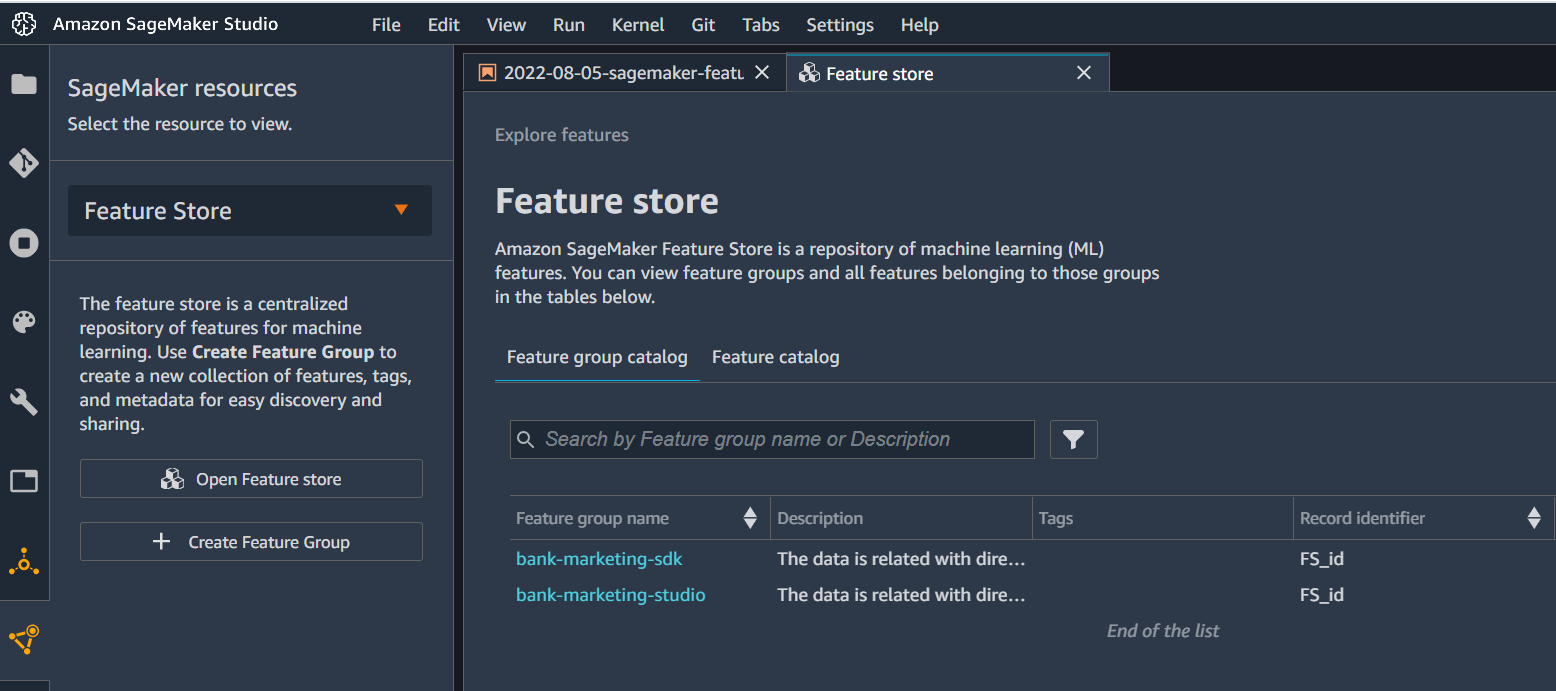 Amazon SageMaker Studio File Edit View Run Kernel Git Tabs Settings Help
SageMaker resources
Select the resource to view.
Feature Store
The feature store is a centralized
repository of features for machine
learning. Use Create Feature Group to
create a new collection of features, tags,
and metadata for easy discovery and
sharing.
Open Feature store
Create Feature Group
2022-08-05-sagemaker-featu Feature store
Explore features
Feature store
Amazon SageMaker Feature Store is a repository of machine learning (ML)
features. You can view feature groups and all features belonging to those groups
in the tables below.
Feature group catalog Feature catalog
Search by Feature group name or Description
Feature group name Description Tags Record identifier
bank-marketing-sdk The data is related with dire... FS_id
bank-marketing-studio The data is related with dire... FS_id
End of the list